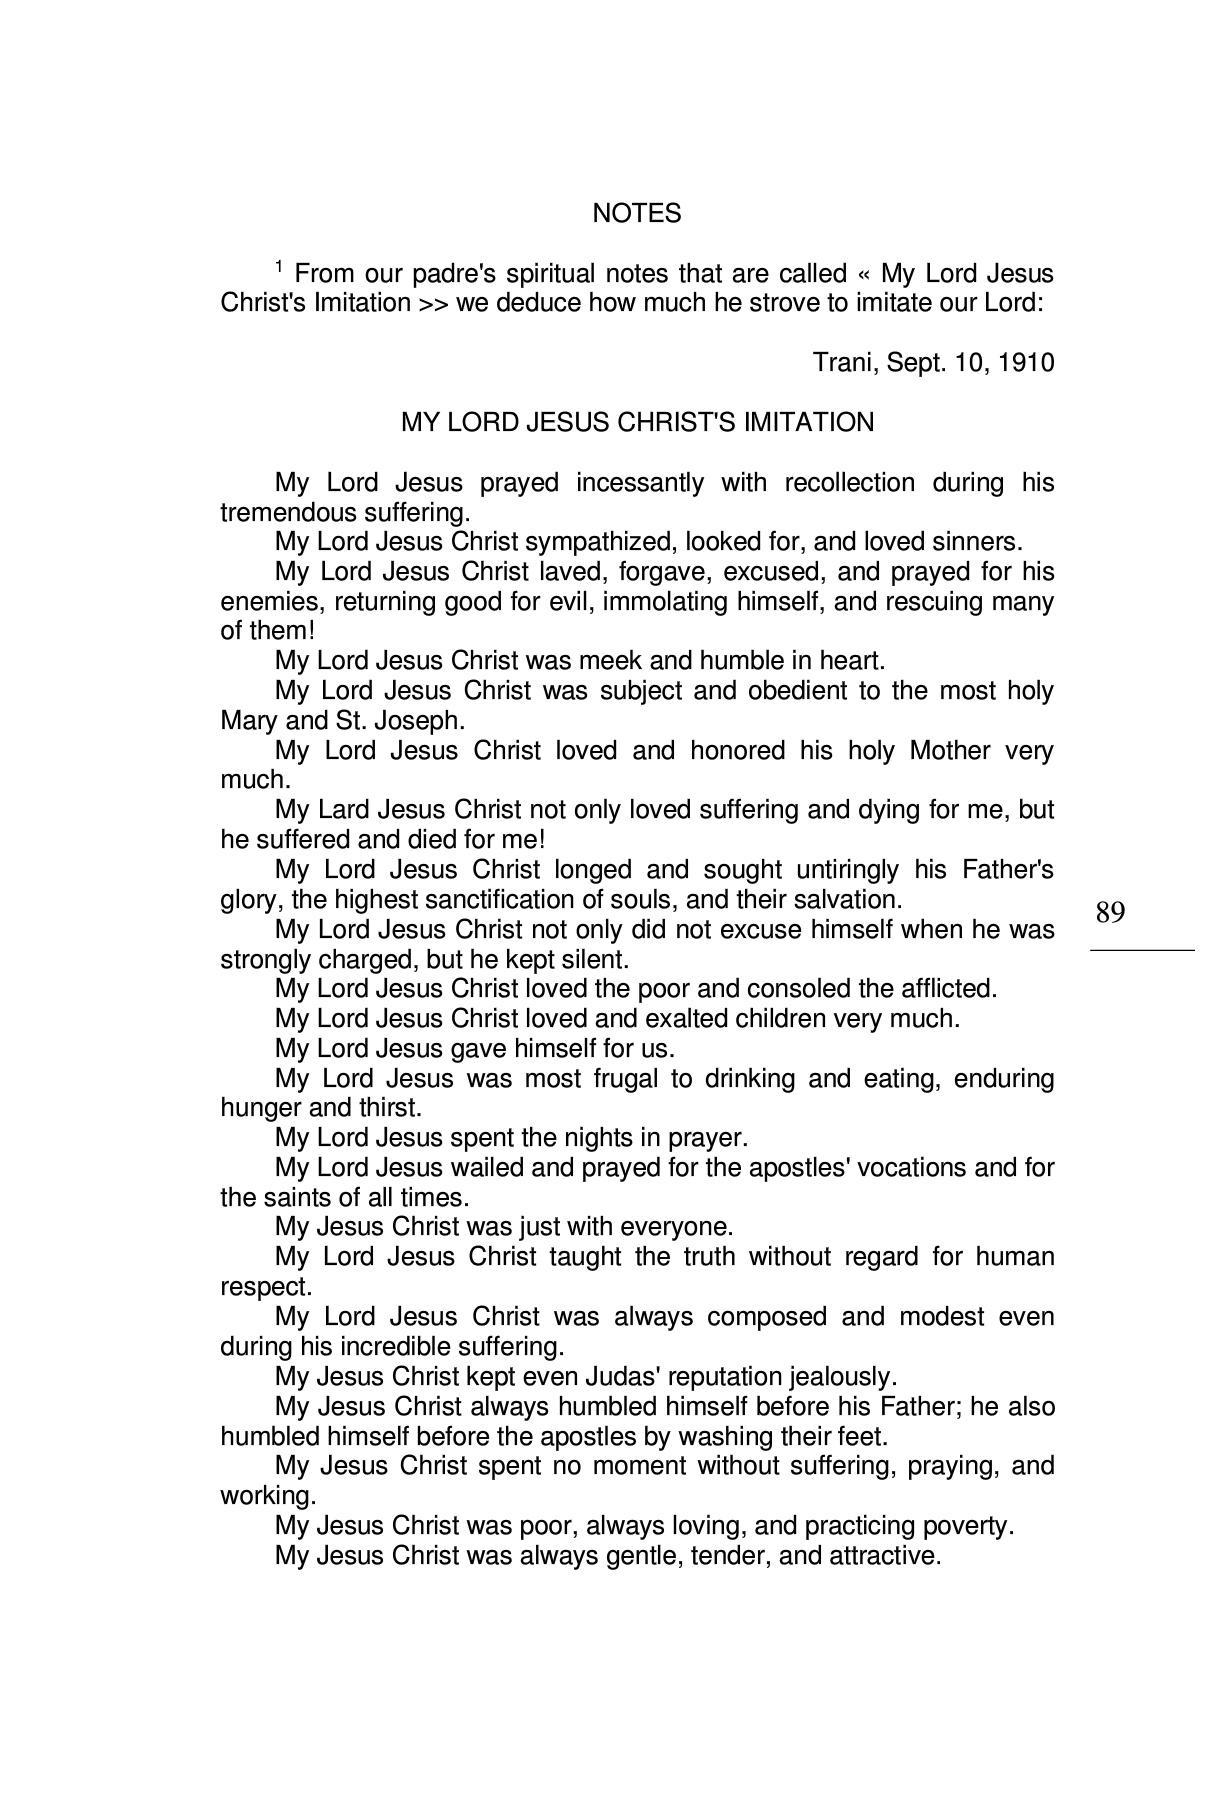 NOTES
1 From our padre's spiritual notes that are called « My Lord Jesus
Christ's Imitation >> we deduce how much he strove to imitate our Lord:
Trani, Sept. 10, 1910
MY LORD JESUS CHRIST'S IMITATION
My Lord Jesus prayed incessantly with recollection during his
tremendous suffering.
My Lord Jesus Christ sympathized, looked for, and loved sinners.
My Lord Jesus Christ laved, forgave, excused, and prayed for his
enemies, returning good for evil, immolating himself, and rescuing many
of them!
My Lord Jesus Christ was meek and humble in heart.
My Lord Jesus Christ was subject and obedient to the most holy
Mary and St. Joseph.
My Lord Jesus Christ loved and honored his holy Mother very
much.
My Lard Jesus Christ not only loved suffering and dying for me, but
he suffered and died for me!
My Lord Jesus Christ longed and sought untiringly his Father's
glory, the highest sanctification of souls, and their salvation.
89
My Lord Jesus Christ not only did not excuse himself when he was
strongly charged, but he kept silent.
My Lord Jesus Christ loved the poor and consoled the afflicted.
My Lord Jesus Christ loved and exalted children very much.
My Lord Jesus gave himself for us.
My Lord Jesus was most frugal to drinking and eating, enduring
hunger and thirst.
My Lord Jesus spent the nights in prayer.
My Lord Jesus wailed and prayed for the apostles' vocations and for
the saints of all times.
My Jesus Christ was just with everyone.
My Lord Jesus Christ taught the truth without regard for human
respect.
My Lord Jesus Christ was always composed and modest even
during his incredible suffering.
My Jesus Christ kept even Judas' reputation jealously.
My Jesus Christ always humbled himself before his Father; he also
humbled himself before the apostles by washing their feet.
My Jesus Christ spent no moment without suffering, praying, and
working.
My Jesus Christ was poor, always loving, and practicing poverty.
My Jesus Christ was always gentle, tender, and attractive.